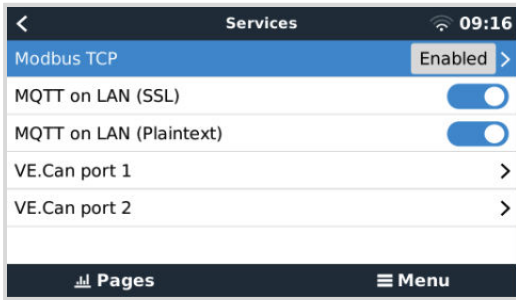 Services 09:16
Modbus TCP Enabled
MQTT on LAN (SSL)
MQTT on LAN (Plaintext)
VE.Can port 1
VE.Can port 2
Pages Menu